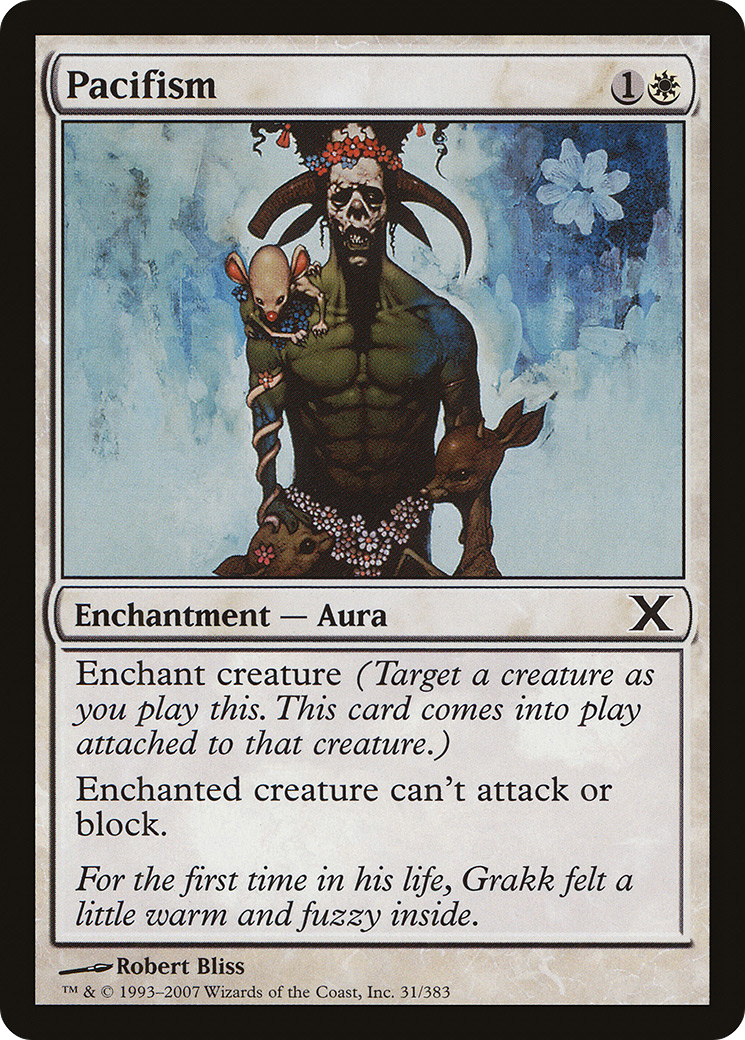 Pacifism 1
Enchantment — Aura X
Enchant creature (Target a creature as
you play this. This card comes into play
attached to that creature.)
Enchanted creature can't attack or
block.
For the first time in his life, Grakk felt a
little warm and fuzzy inside.
Robert Bliss
™ & © 1993–2007 Wizards of the Coast, Inc. 31/383